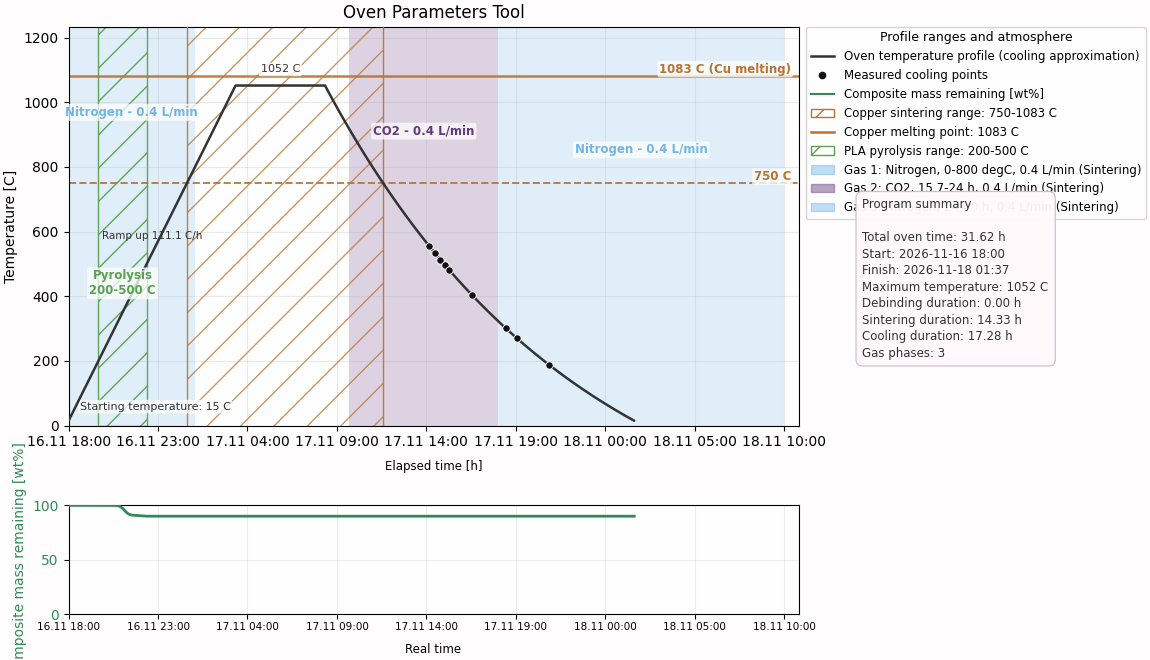 Oven Parameters Tool
Temperature [C]
1200
1000
800
600
400
200
0
1052 C
1083 C (Cu melting)
Nitrogen - 0.4 L/min
CO2 - 0.4 L/min
Nitrogen - 0.4 L/min
750 C
Ramp up 111.1 C/h
Pyrolysis
200-500 C
Starting temperature: 15 C
16.11 18:00 16.11 23:00 17.11 04:00 17.11 09:00 17.11 14:00 17.11 19:00 18.11 00:00 18.11 05:00 18.11 10:00
Elapsed time [h]
Profile ranges and atmosphere
Oven temperature profile (cooling approximation)
Measured cooling points
Composite mass remaining [wt%]
Copper sintering range: 750-1083 C
Copper melting point: 1083 C
PLA pyrolysis range: 200-500 C
Gas 1: Nitrogen, 0-800 degC, 0.4 L/min (Sintering)
Gas 2: CO2, 15.7-24 h, 0.4 L/min (Sintering)
(Sintering)
Program summary
Total oven time: 31.62 h
Start: 2026-11-16 18:00
Finish: 2026-11-18 01:37
Maximum temperature: 1052 C
Debinding duration: 0.00 h
Sintering duration: 14.33 h
Cooling duration: 17.28 h
Gas phases: 3
mposite mass remaining [wt%]
100
50
0
16.11 18:00 16.11 23:00 17.11 04:00 17.11 09:00 17.11 14:00 17.11 19:00 18.11 00:00 18.11 05:00 18.11 10:00
Real time